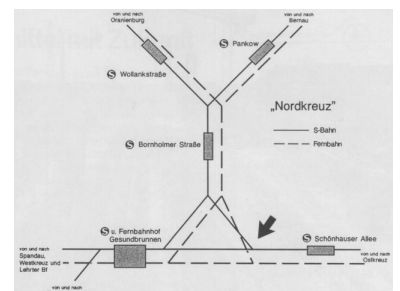 von und nach
Oranienburg
von und nach
Bernau
S Pankow
S Wollankstraße
„Nordkreuz”
S-Bahn
Fernbahn
S Bornholmer Straße
S u. Fernbahnhof
Gesundbrunnen
S Schönhauser Allee
von und nach
Spandau,
Westkreuz und
Lehrter Bf
von und nach
Ostkreuz
von und nach